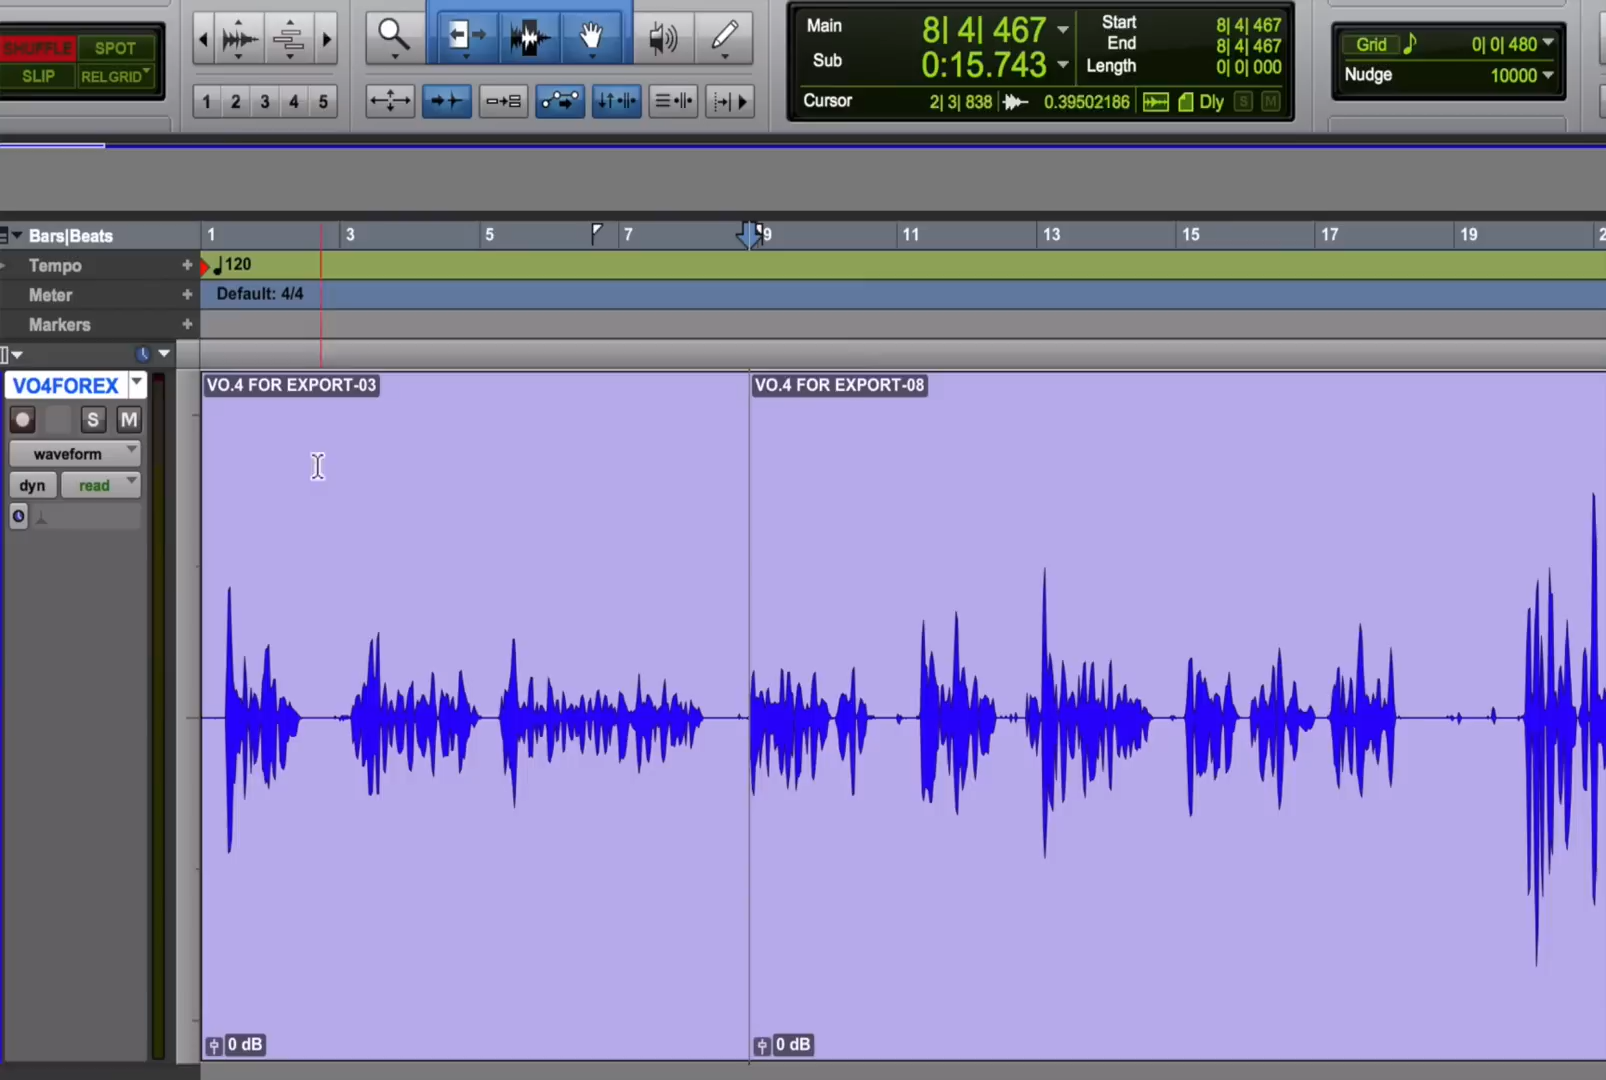 SHUFFLE SPOT
SLIP REL GRID
1 2 3 4 5
Main 8| 4| 467
Sub 0:15.743
Start 8| 4| 467
End 8| 4| 467
Length 0| 0| 000
Cursor 2| 3| 838 0.39502186 Dly S M
Grid 0| 0| 480
Nudge 10000
Bars|Beats 1 3 5 7 9 11 13 15 17 19 2
Tempo + 120
Meter + Default: 4/4
Markers +
VO4FOREX
S M
waveform
dyn read
VO.4 FOR EXPORT-03
VO.4 FOR EXPORT-08
0 dB
0 dB